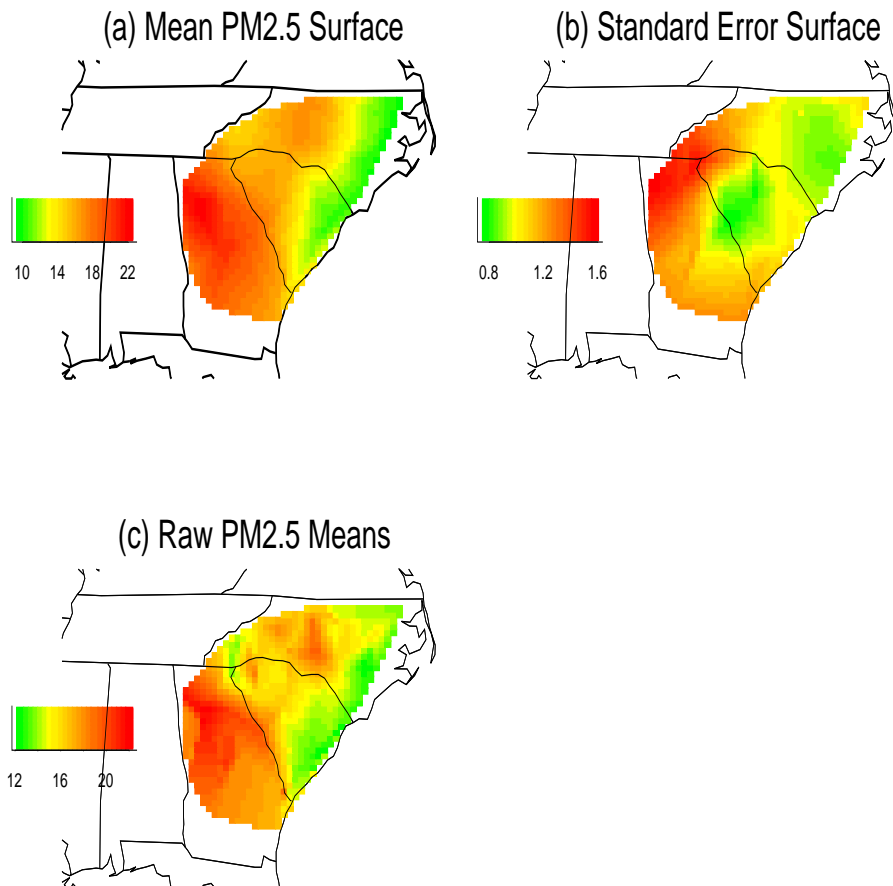 (a) Mean PM2.5 Surface
(b) Standard Error Surface
10 14 18 22
0.8 1.2 1.6
(c) Raw PM2.5 Means
12 16 20